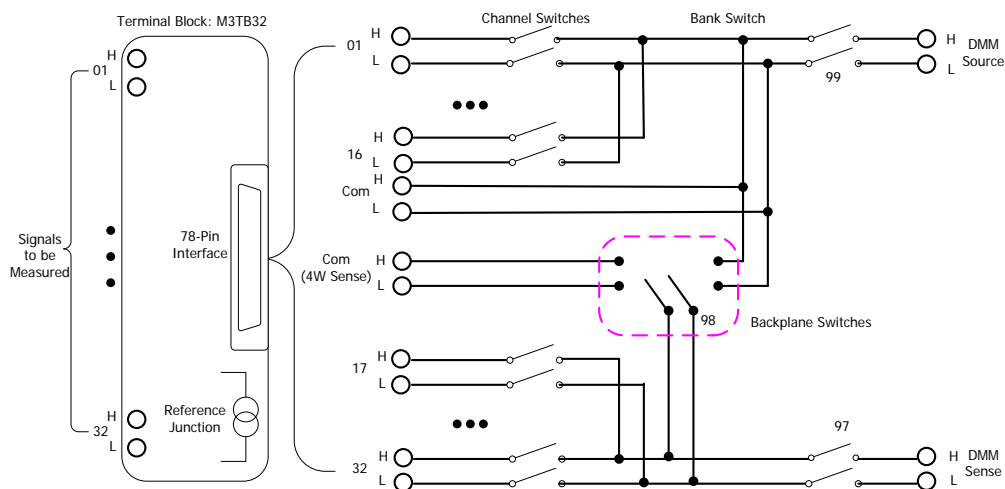 Terminal Block: M3TB32
Channel Switches
Bank Switch
H
01
L
H
01
L
H
DMM
Source
L
99
H
16
L
H
Com
L
Signals
to be
Measured
78-Pin
Interface
Com
(4W Sense)
H
L
98
Backplane Switches
H
17
L
Reference
Junction
H
32
L
97
H
32
L
H
DMM
Sense
L